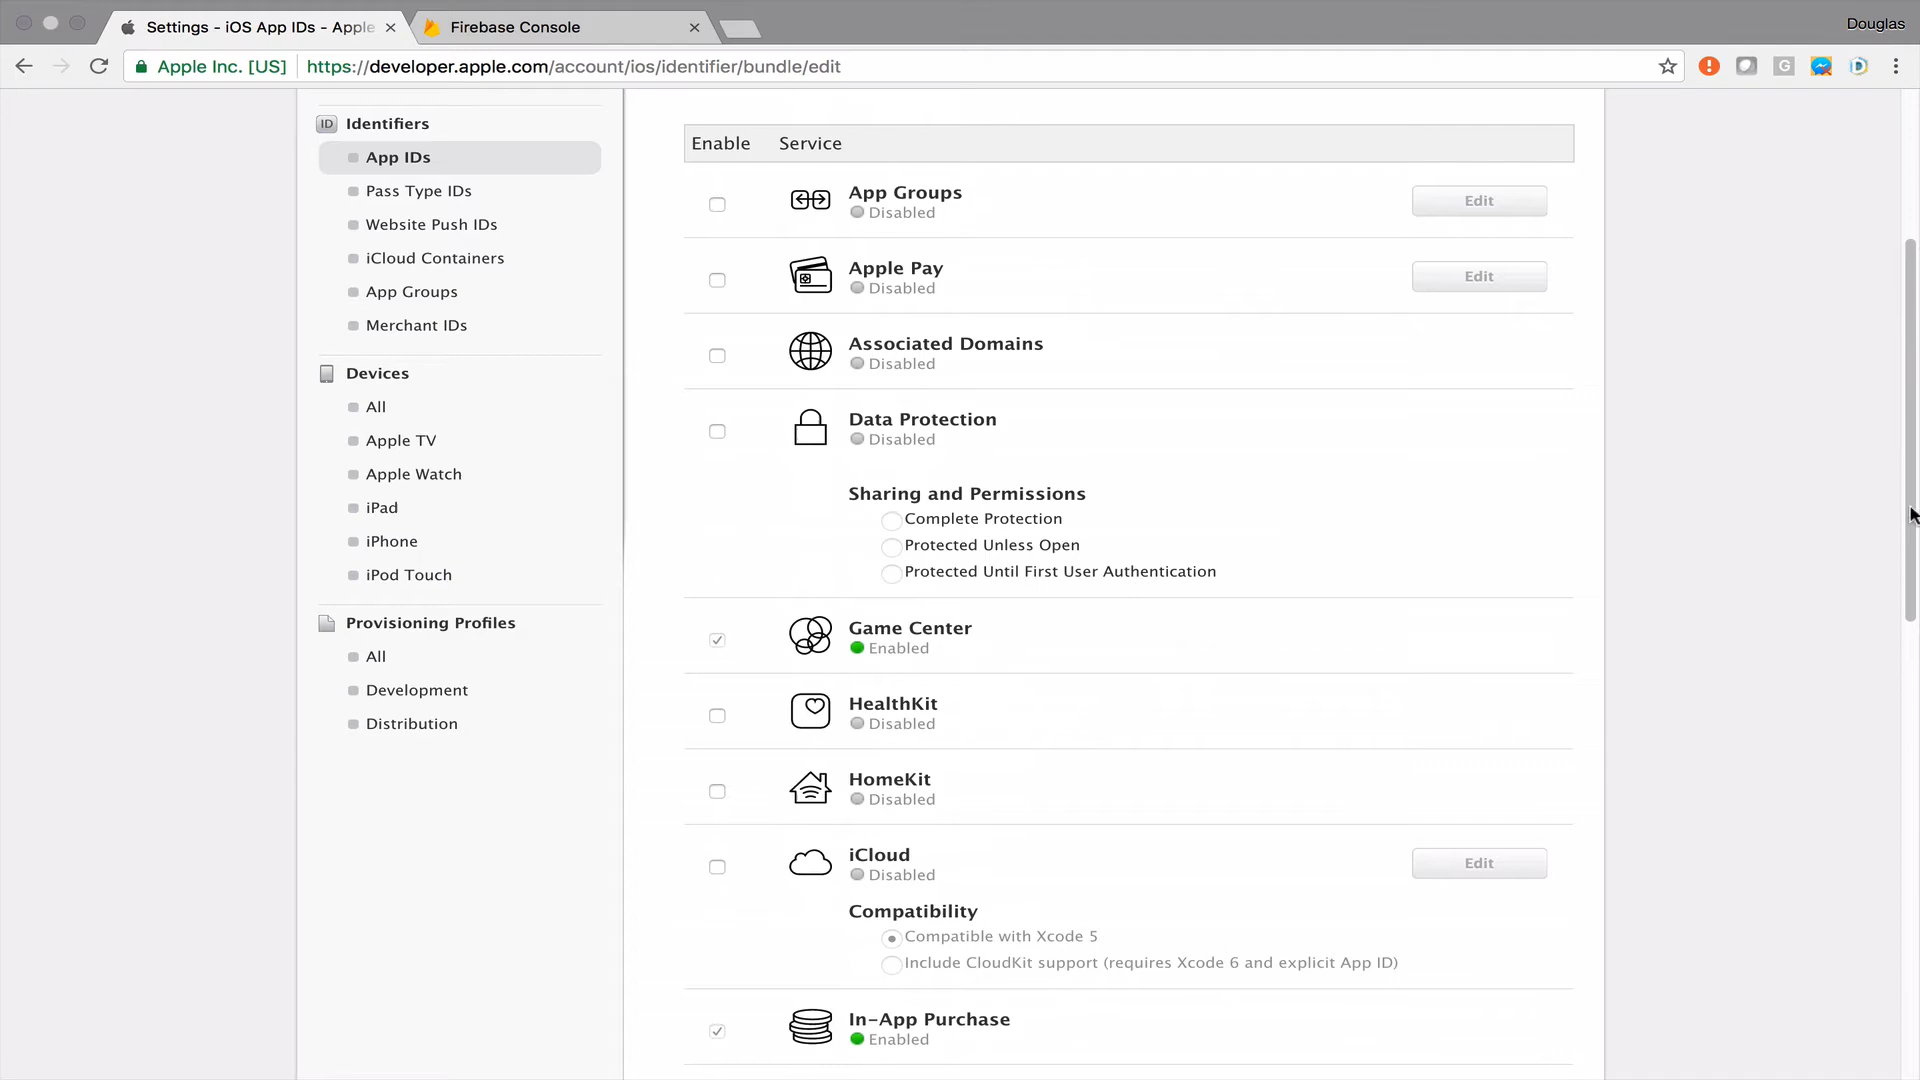 Settings - iOS App IDs - Apple
Firebase Console
Douglas
Apple Inc. [US]
https://developer.apple.com/account/ios/identifier/bundle/edit
G
D
ID Identifiers
App IDs
Pass Type IDs
Website Push IDs
iCloud Containers
App Groups
Merchant IDs
Devices
All
Apple TV
Apple Watch
iPad
iPhone
iPod Touch
Provisioning Profiles
All
Development
Distribution
Enable Service
App Groups
Disabled
Edit
Apple Pay
Disabled
Edit
Associated Domains
Disabled
Data Protection
Disabled
Sharing and Permissions
Complete Protection
Protected Unless Open
Protected Until First User Authentication
Game Center
Enabled
HealthKit
Disabled
HomeKit
Disabled
iCloud
Disabled
Edit
Compatibility
Compatible with Xcode 5
Include CloudKit support (requires Xcode 6 and explicit App ID)
In-App Purchase
Enabled